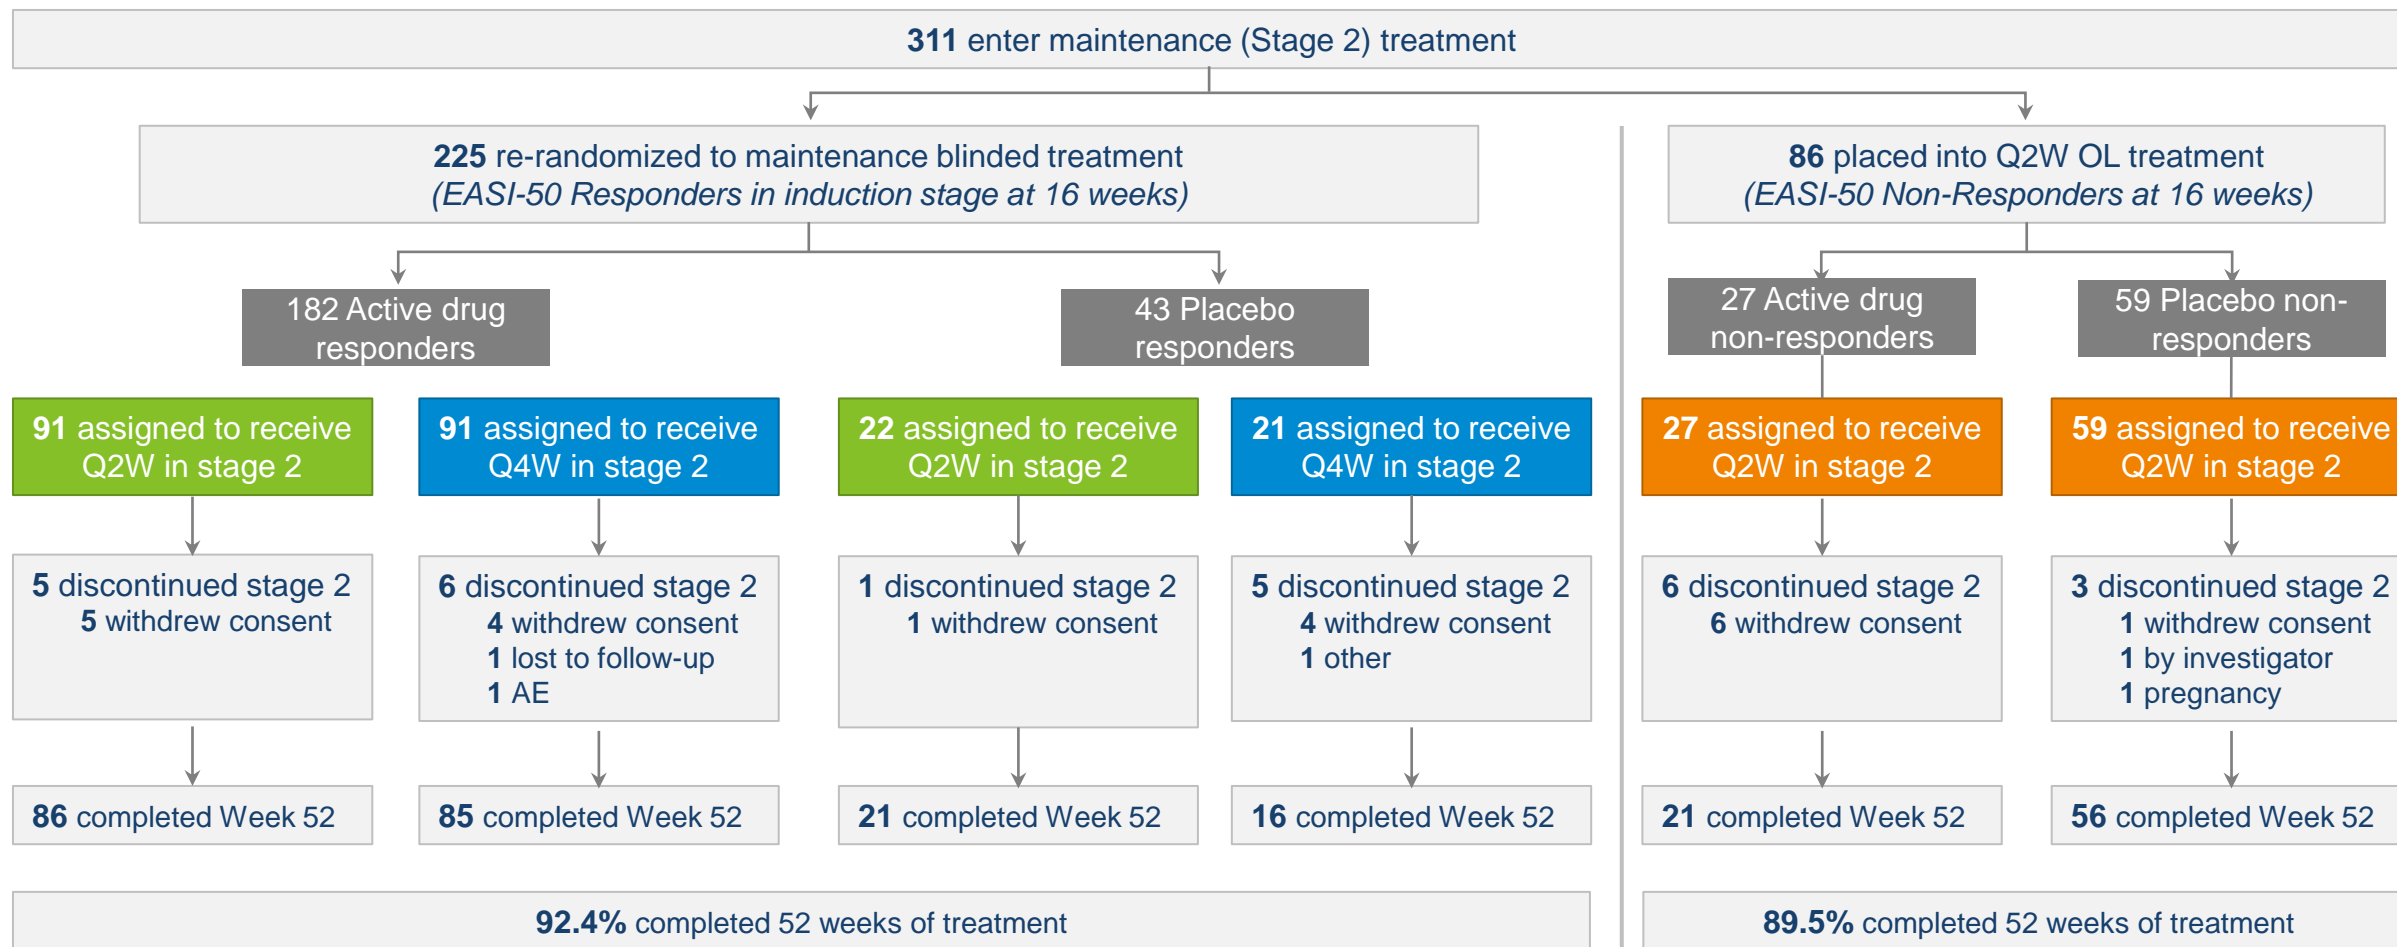 311 enter maintenance (Stage 2) treatment
225 re-randomized to maintenance blinded treatment
(EASI-50 Responders in induction stage at 16 weeks)
86 placed into Q2W OL treatment
(EASI-50 Non-Responders at 16 weeks)
182 Active drug
responders
43 Placebo
responders
27 Active drug
non-responders
59 Placebo non-
responders
91 assigned to receive
Q2W in stage 2
91 assigned to receive
Q4W in stage 2
22 assigned to receive
Q2W in stage 2
21 assigned to receive
Q4W in stage 2
27 assigned to receive
Q2W in stage 2
59 assigned to receive
Q2W in stage 2
5 discontinued stage 2
5 withdrew consent
6 discontinued stage 2
4 withdrew consent
1 lost to follow-up
1 AE
1 discontinued stage 2
1 withdrew consent
5 discontinued stage 2
4 withdrew consent
1 other
6 discontinued stage 2
6 withdrew consent
3 discontinued stage 2
1 withdrew consent
1 by investigator
1 pregnancy
86 completed Week 52
85 completed Week 52
21 completed Week 52
16 completed Week 52
21 completed Week 52
56 completed Week 52
92.4% completed 52 weeks of treatment
89.5% completed 52 weeks of treatment